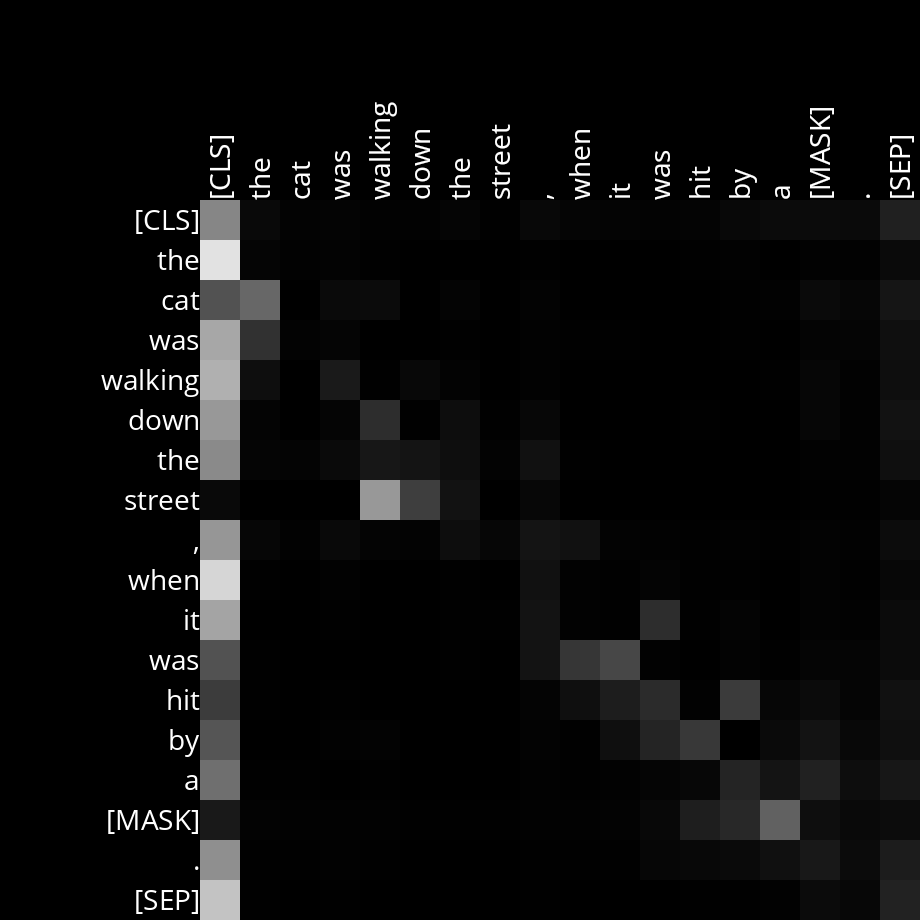 [CLS] the cat was walking down the street , when it was hit by a [MASK] . [SEP]
[CLS]
the
cat
was
walking
down
the
street
,
when
it
was
hit
by
a
[MASK]
.
[SEP]